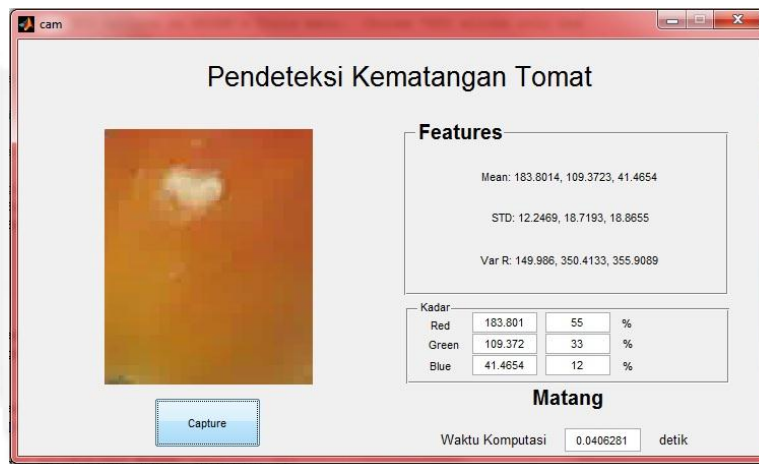 cam
Pendeteksi Kematangan Tomat
Features
Mean: 183.8014, 109.3723, 41.4654
STD: 12.2469, 18.7193, 18.8655
Var R: 149.986, 350.4133, 355.9089
Kadar
Red 183.801 55 %
Green 109.372 33 %
Blue 41.4654 12 %
Matang
Capture
Waktu Komputasi 0.0406281 detik